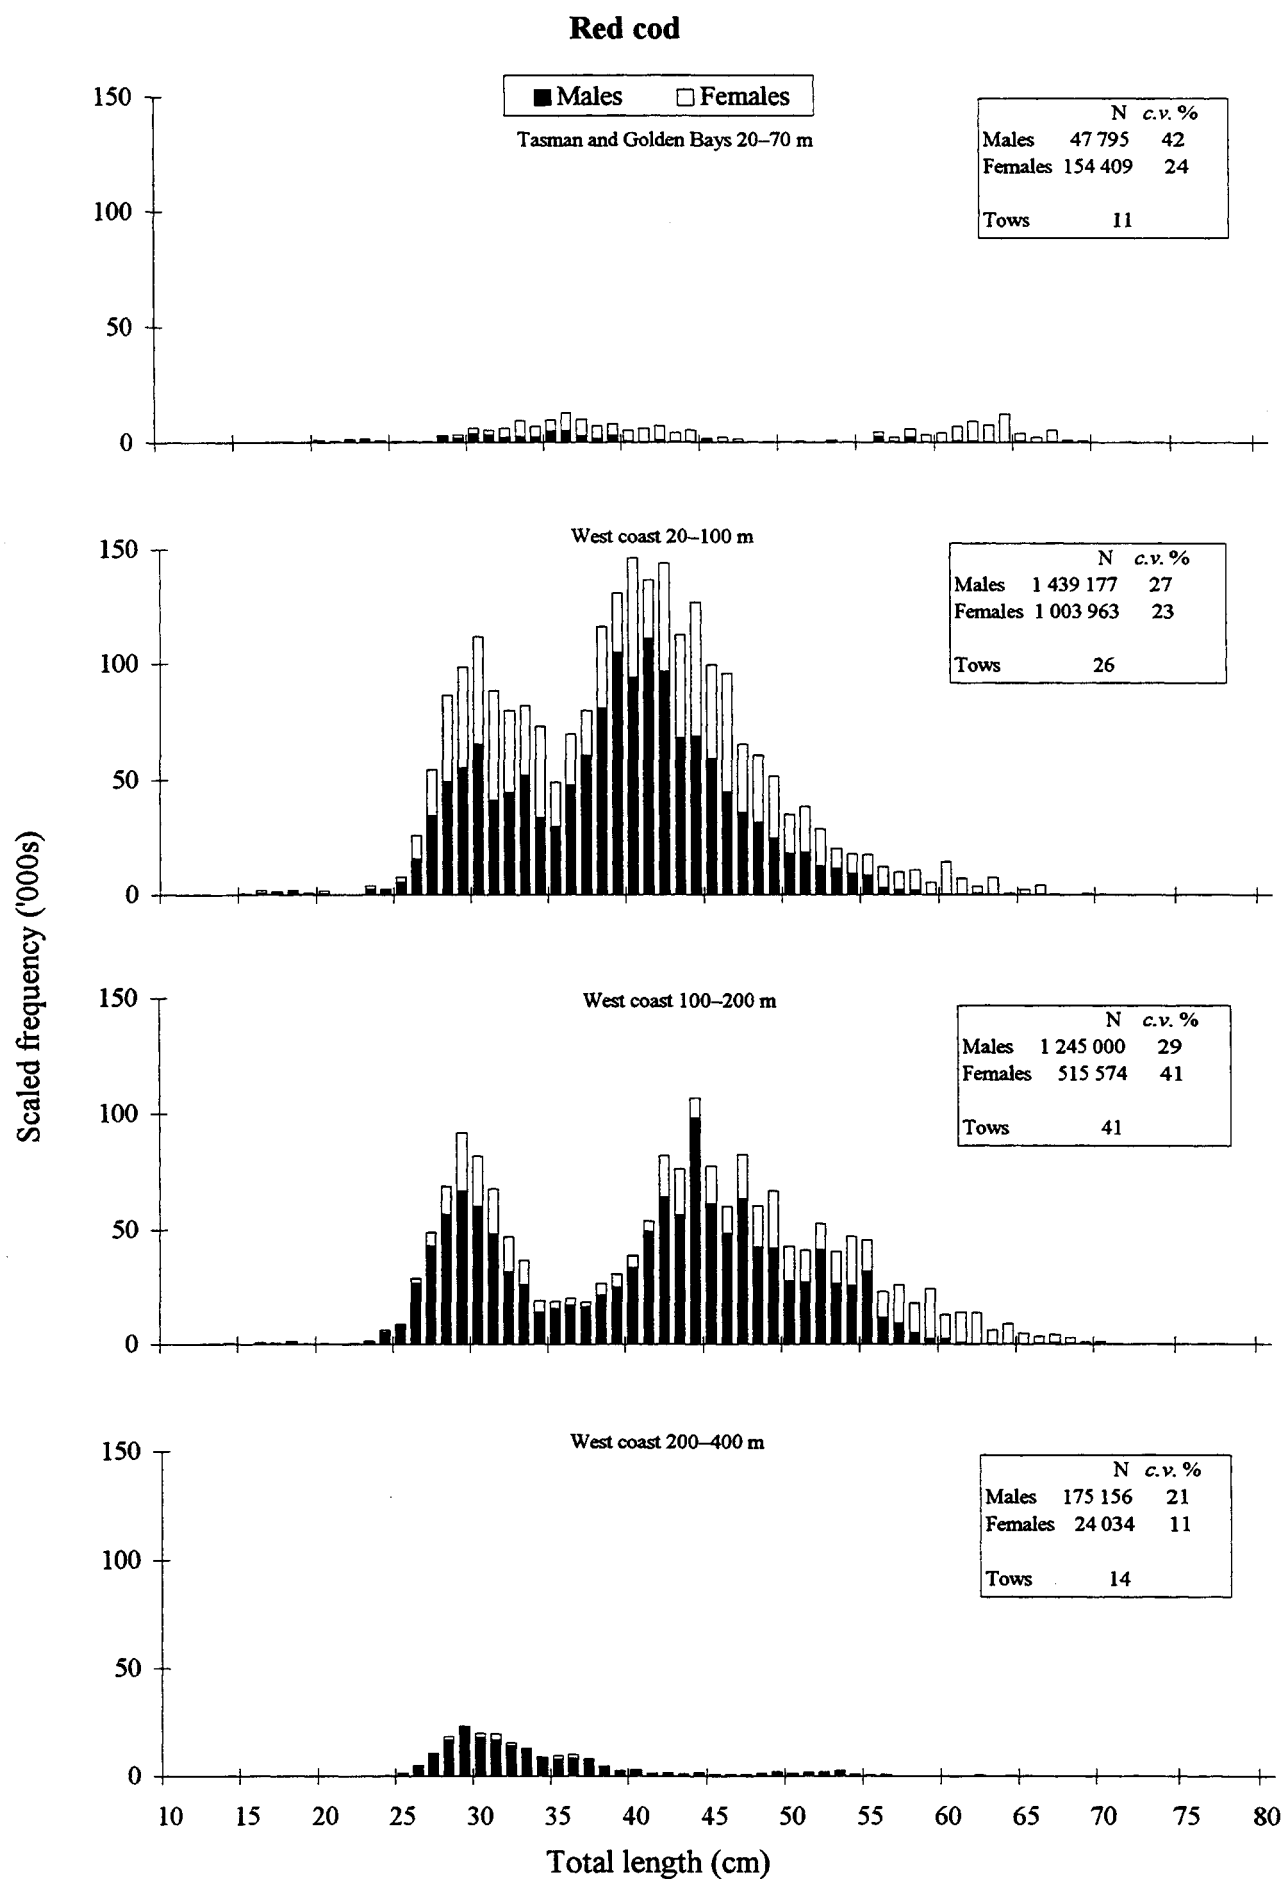 Red cod
Males Females
Tasman and Golden Bays 20–70 m
150
100
50
0
N c.v. %
Males 47 795 42
Females 154 409 24
Tows 11
West coast 20–100 m
150
100
50
0
N c.v. %
Males 1 439 177 27
Females 1 003 963 23
Tows 26
Scaled frequency ('000s)
West coast 100–200 m
150
100
50
0
N c.v. %
Males 1 245 000 29
Females 515 574 41
Tows 41
West coast 200–400 m
150
100
50
0
N c.v. %
Males 175 156 21
Females 24 034 11
Tows 14
10 15 20 25 30 35 40 45 50 55 60 65 70 75 80
Total length (cm)